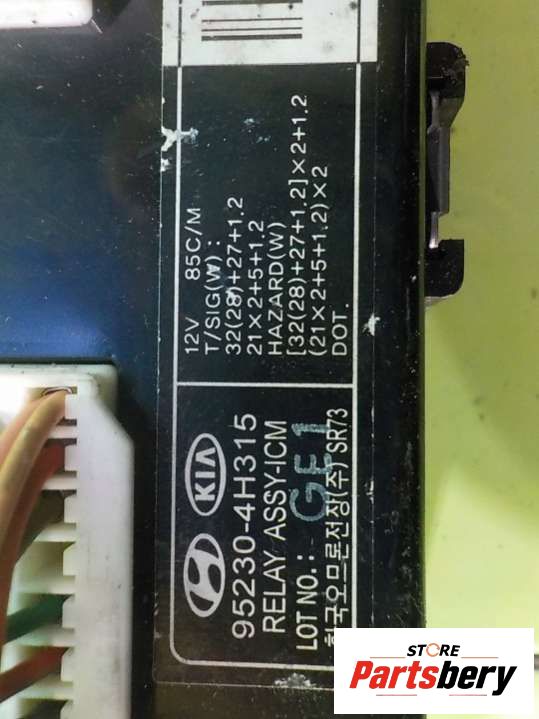 KIA
95230-4H315
RELAY ASSY-ICM
LOT NO.: GE1
한국오므론전장(주) SR73
12V 85C/M
T/SIG(W):
32(28)+27+1.2
21×2+5+1.2
HAZARD(W)
[32(28)+27+1.2]×2+1.2
(21×2+5+1.2)×2
DOT.
STORE
Partsbery